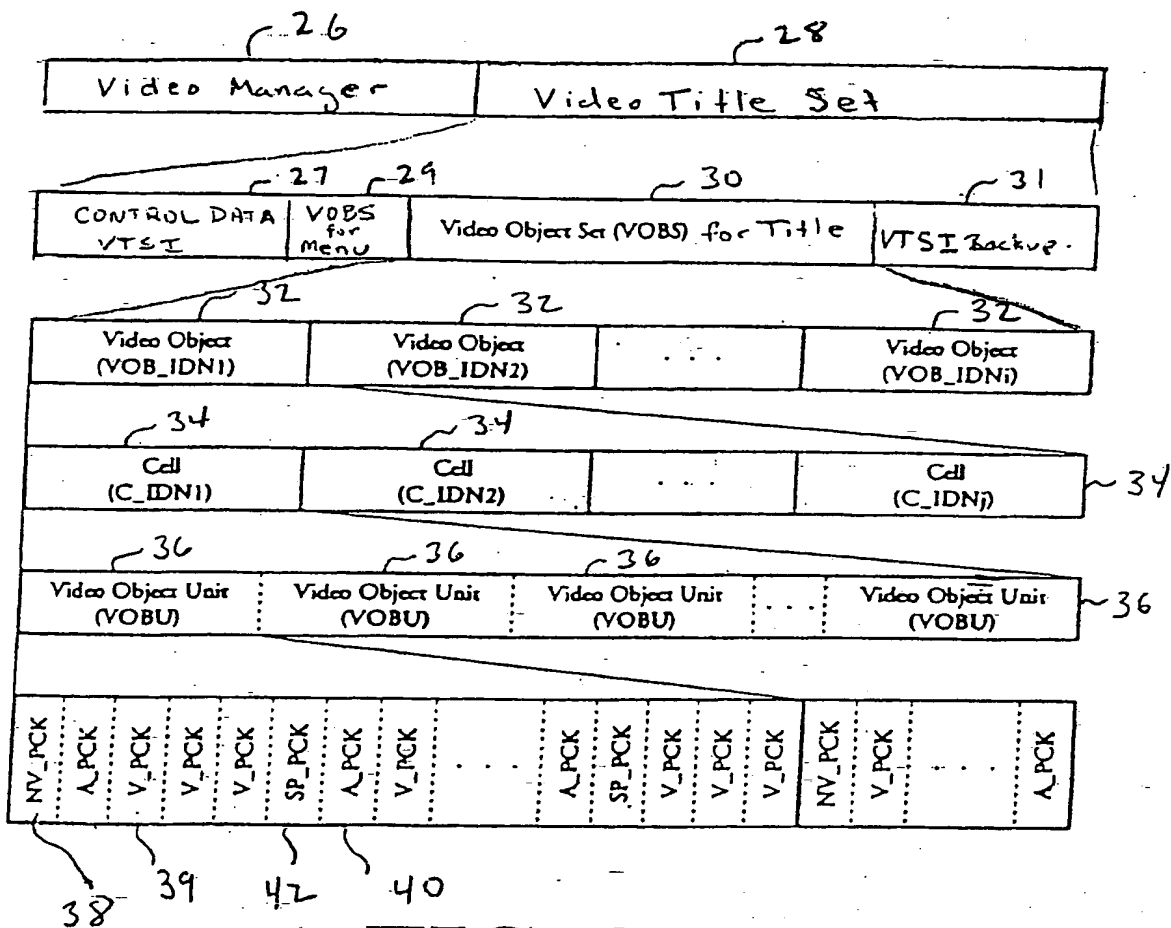 26 28
Video Manager Video Title Set
27 29 30 31
CONTROL DATA VTSI VOBS for Menu Video Object Set (VOBS) for Title VTSI Backup.
32 32 32
Video Object (VOB_IDN1) Video Object (VOB_IDN2) . . . Video Object (VOB_IDNi)
34 34
Cell (C_IDN1) Cell (C_IDN2) . . . Cell (C_IDNj) 34
36 36 36
Video Object Unit (VOBU) Video Object Unit (VOBU) Video Object Unit (VOBU) . . . Video Object Unit (VOBU) 36
NV_PCK A_PCK V_PCK V_PCK V_PCK SP_PCK A_PCK V_PCK . . . . A_PCK SP_PCK V_PCK V_PCK V_PCK NV_PCK V_PCK . . . . A_PCK
38 39 42 40